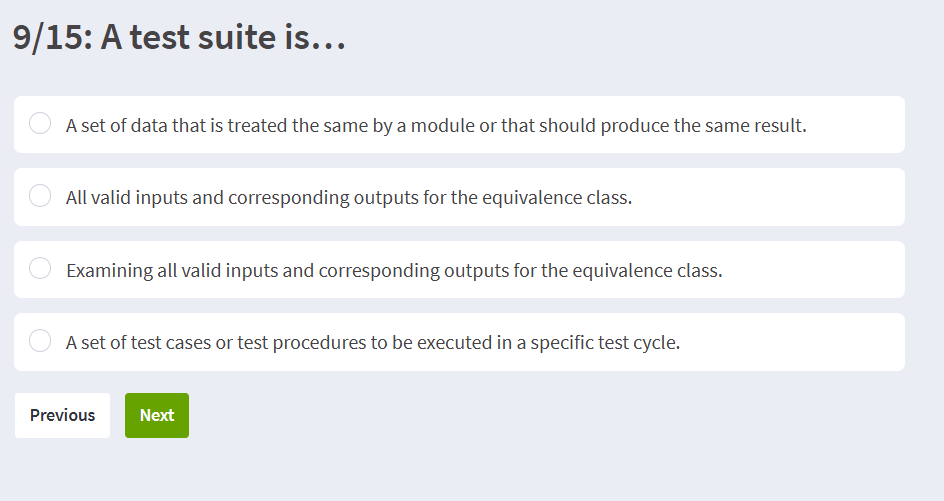 9/15: A test suite is...
A set of data that is treated the same by a module or that should produce the same result.
All valid inputs and corresponding outputs for the equivalence class.
Examining all valid inputs and corresponding outputs for the equivalence class.
A set of test cases or test procedures to be executed in a specific test cycle.
Previous Next